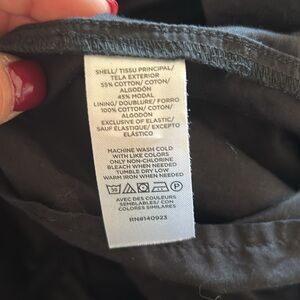 SHELL/ TISSU PRINCIPAL/
TELA EXTERIOR
55% COTTON/ COTON/
ALGODÓN
45% MODAL
LINING/ DOUBLURE/ FORRO
100% COTTON/ COTON/
ALGODÓN
EXCLUSIVE OF ELASTIC/
SAUF ÉLASTIQUE/ EXCEPTO
ELÁSTICO
MACHINE WASH COLD
WITH LIKE COLORS
ONLY NON-CHLORINE
BLEACH WHEN NEEDED
TUMBLE DRY LOW
WARM IRON WHEN NEEDED
30 P
AVEC DES COULEURS
SEMBLABLES/ CON
COLORES SIMILARES
RN#140923